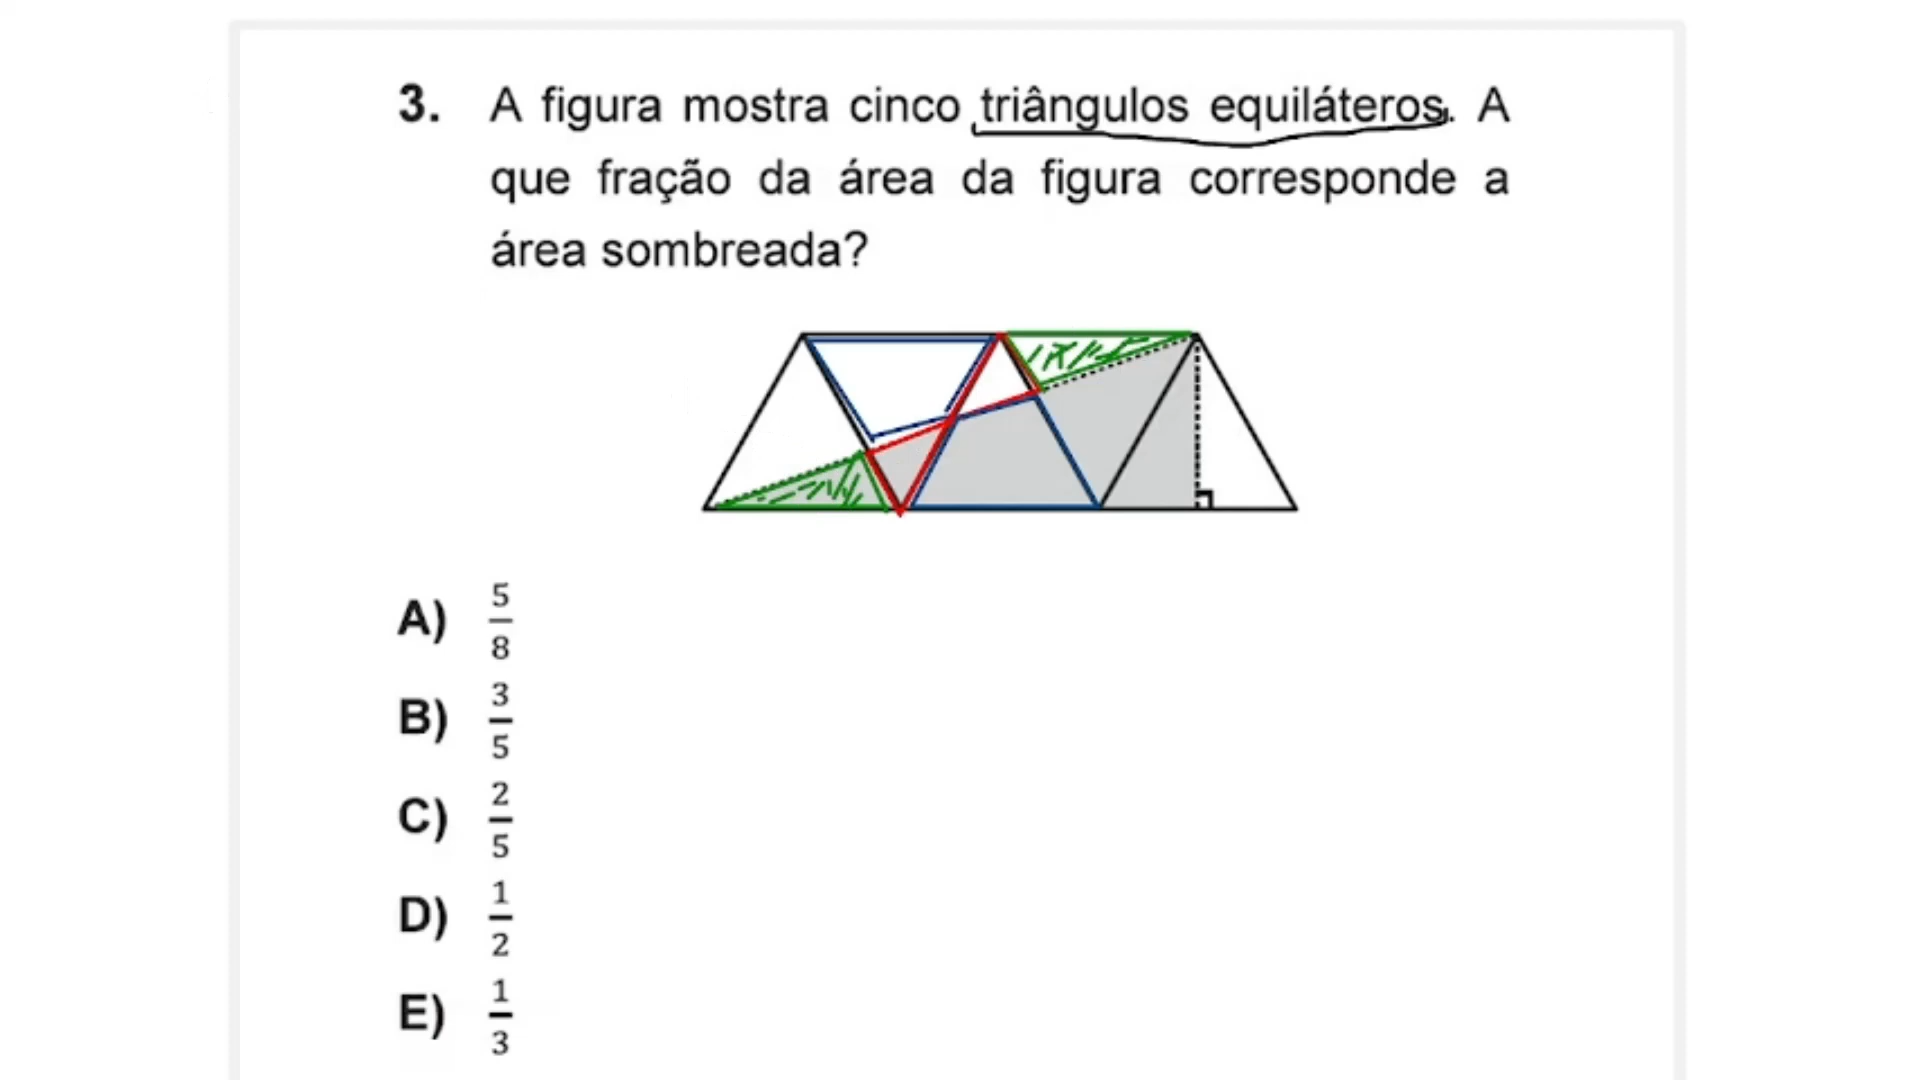 3. A figura mostra cinco triângulos equiláteros. A
que fração da área da figura corresponde a
área sombreada?
A) 5/8
B) 3/5
C) 2/5
D) 1/2
E) 1/3